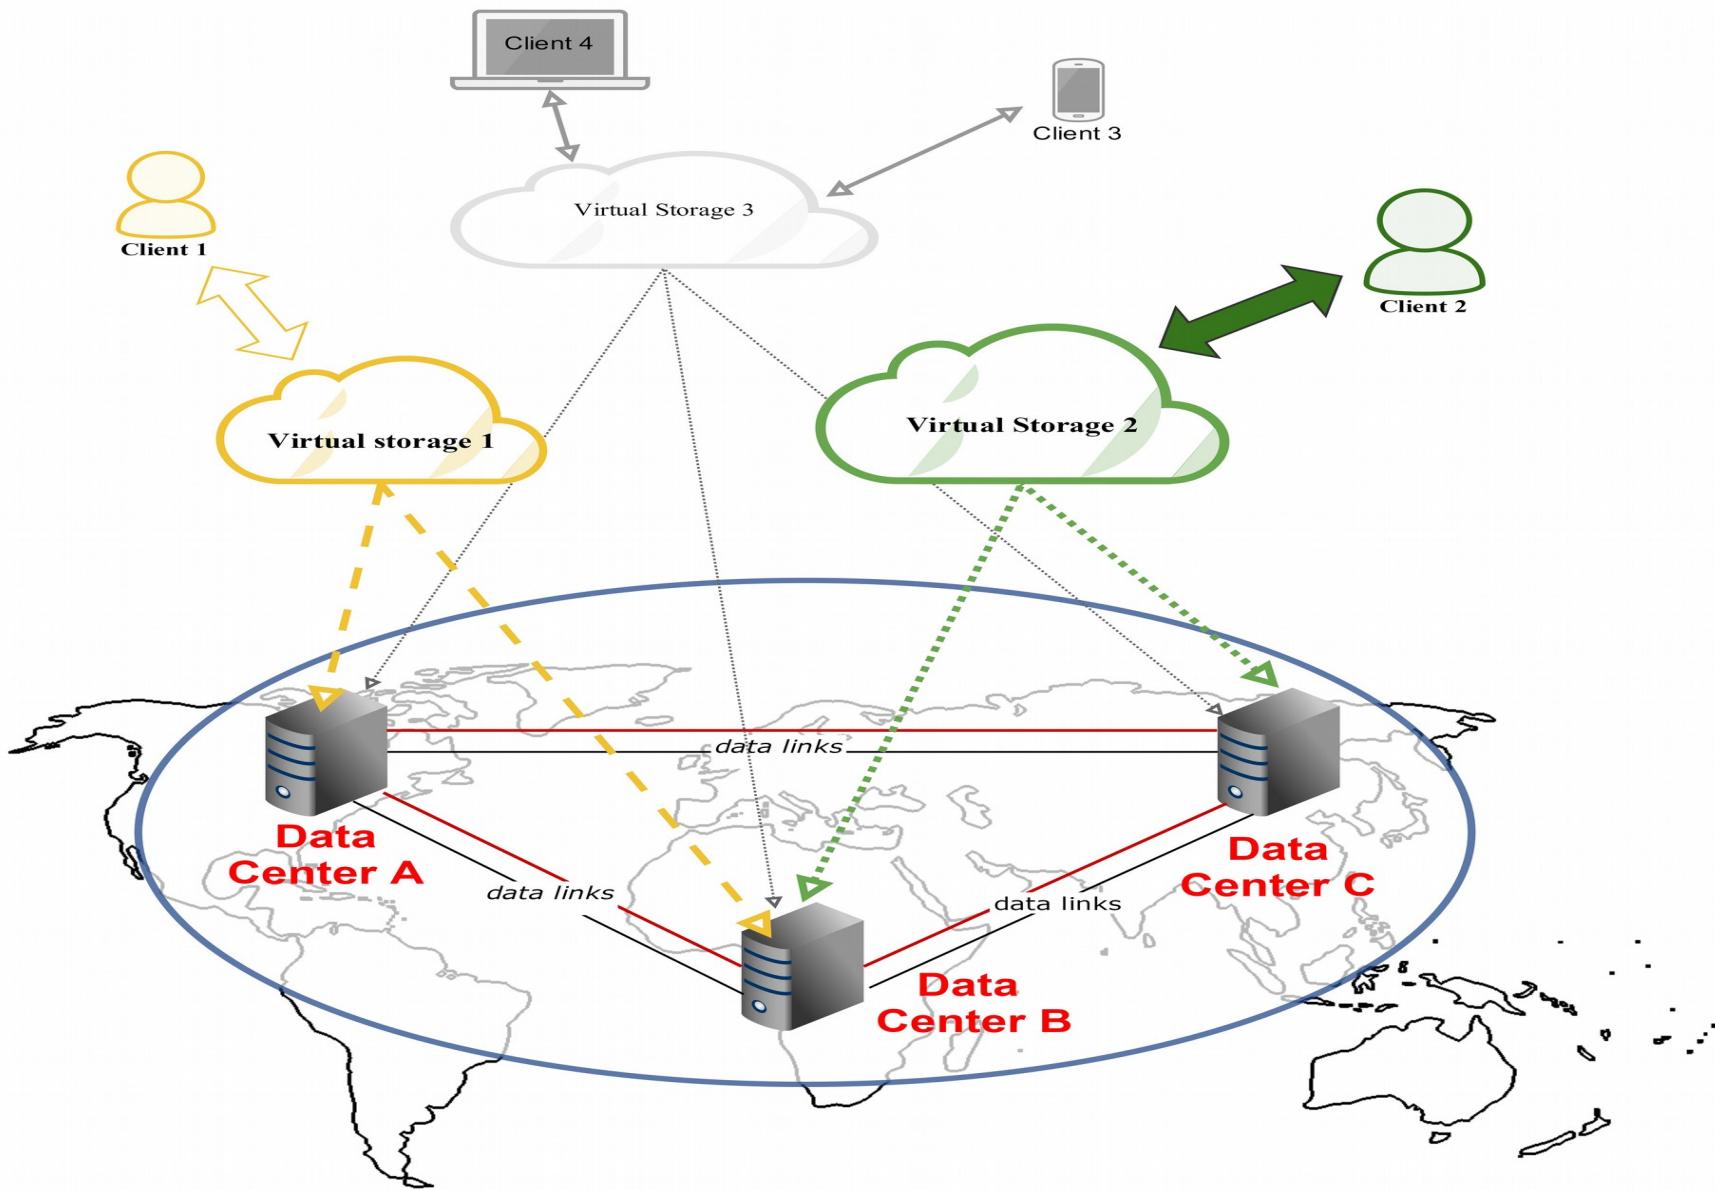 Client 4
Client 3
Virtual Storage 3
Client 1
Client 2
Virtual storage 1
Virtual Storage 2
data links
Data
Center A
data links
Data
Center C
data links
Data
Center B